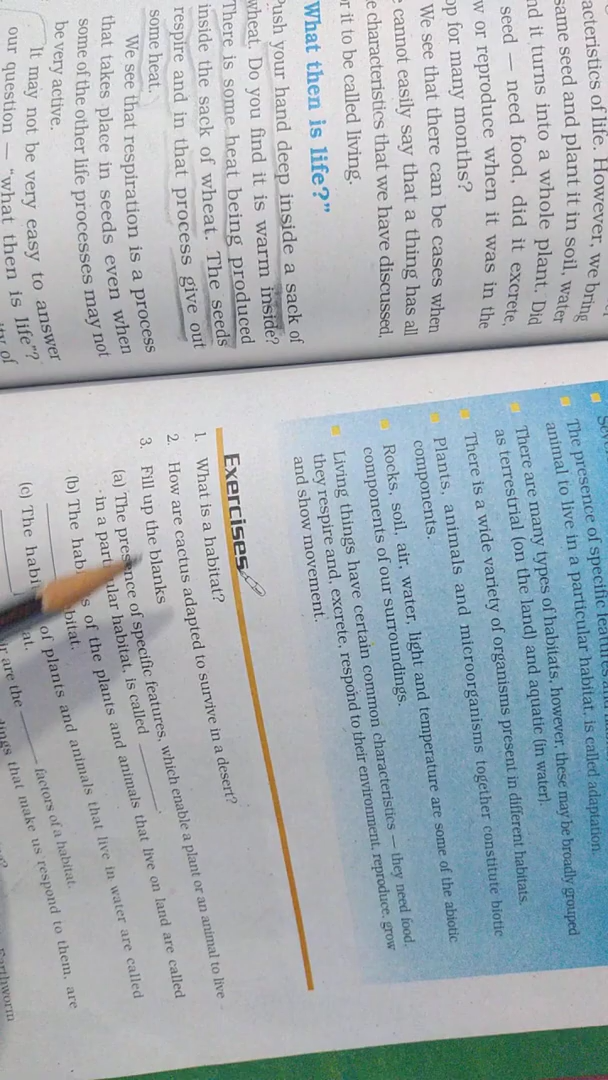 acteristics of life. However, we bring
same seed and plant it in soil, water
nd it turns into a whole plant. Did
seed — need food, did it excrete,
w or reproduce when it was in the
op for many months?
We see that there can be cases when
cannot easily say that a thing has all
e characteristics that we have discussed,
or it to be called living.
What then is life?"
Push your hand deep inside a sack of
wheat. Do you find it is warm inside?
There is some heat being produced
inside the sack of wheat. The seeds
respire and in that process give out
some heat.
We see that respiration is a process
that takes place in seeds even when
some of the other life processes may not
be very active
It may not be very easy to answer
our question — "what then is life"?
The presence of specific features
animal to live in a particular habitat, is called adaptation.
There are many types of habitats, however, these may be broadly grouped
as terrestrial (on the land) and aquatic (in water).
There is a wide variety of organisms present in different habitats.
Plants, animals and microorganisms together constitute biotic
components.
Rocks, soil, air, water, light and temperature are some of the abiotic
components of our surroundings.
Living things have certain common characteristics — they need food,
they respire and, excrete, respond to their environment, reproduce, grow
and show movement.
Exercises
1. What is a habitat?
2. How are cactus adapted to survive in a desert?
3. Fill up the blanks
(a) The presence of specific features, which enable a plant or an animal to live
in a particular habitat, is called ______.
(b) The of the plants and animals that live on land are called
______ habitat.
(c) The of plants and animals that live in water are called
______
are the ______ factors of a habitat.
that make us respond to them, are
Earthworm